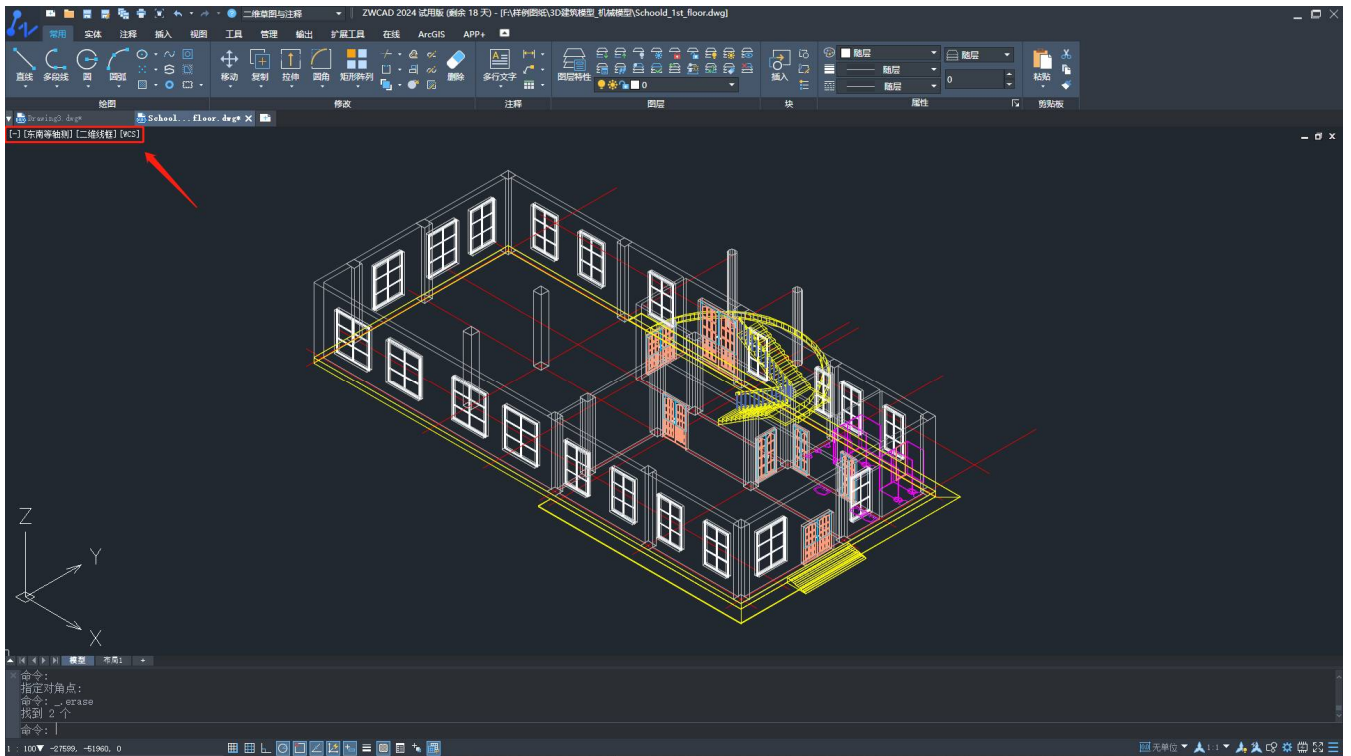 二维草图与注释
ZWCAD 2024 试用版 (剩余 18 天) - [F:\样例图纸\3D建筑模型_机械模型\Schoold_1st_floor.dwg]
常用 实体 注释 插入 视图 工具 管理 输出 扩展工具 在线 ArcGIS APP+
直线 多段线 圆 圆弧 移动 复制 拉伸 圆角 矩形阵列 删除 多行文字 图层特性 0 插入 随层 随层 随层 随层 0 粘贴
绘图 修改 注释 图层 块 属性 剪贴板
Drawing3.dwg* School...floor.dwg*
[-] [东南等轴测] [二维线框] [WCS]
Z
Y
X
模型 布局1 +
命令:
指定对角点:
命令: _.erase
找到 2 个
命令:
1 : 100 -27599, -51960, 0 无单位 1:1